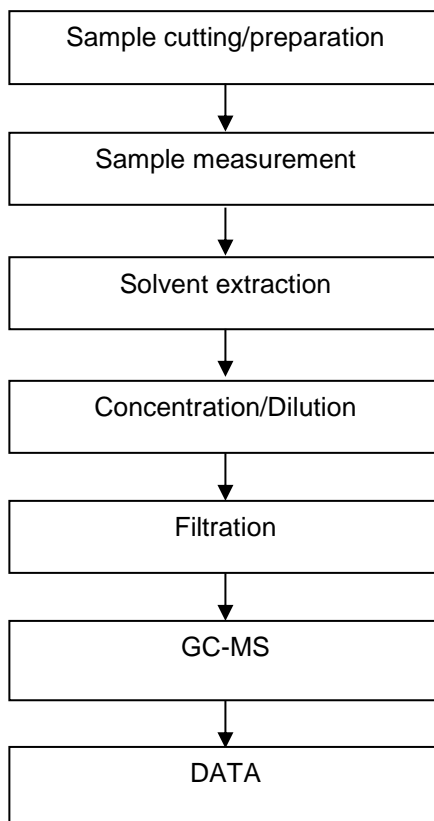 Sample cutting/preparation
Sample measurement
Solvent extraction
Concentration/Dilution
Filtration
GC-MS
DATA